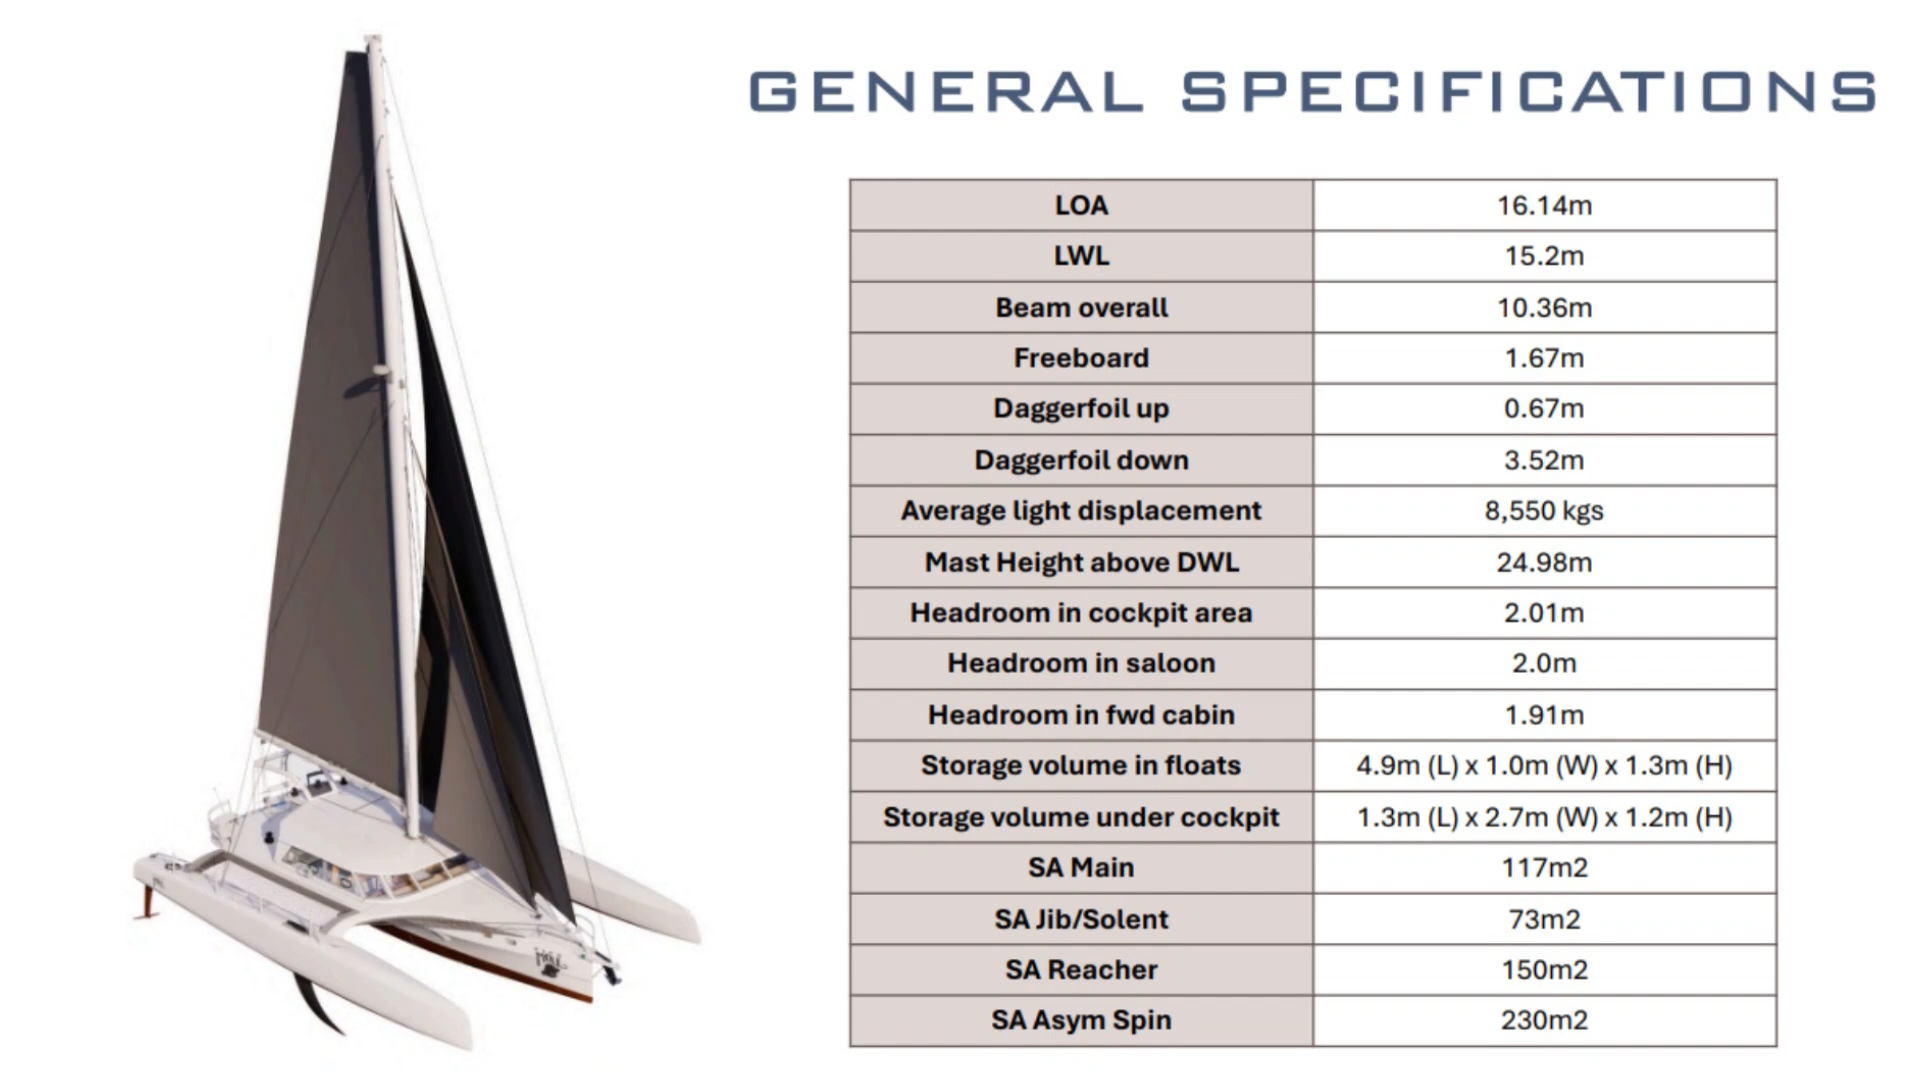 GENERAL SPECIFICATIONS
LOA 16.14m
LWL 15.2m
Beam overall 10.36m
Freeboard 1.67m
Daggerfoil up 0.67m
Daggerfoil down 3.52m
Average light displacement 8,550 kgs
Mast Height above DWL 24.98m
Headroom in cockpit area 2.01m
Headroom in saloon 2.0m
Headroom in fwd cabin 1.91m
Storage volume in floats 4.9m (L) x 1.0m (W) x 1.3m (H)
Storage volume under cockpit 1.3m (L) x 2.7m (W) x 1.2m (H)
SA Main 117m2
SA Jib/Solent 73m2
SA Reacher 150m2
SA Asym Spin 230m2